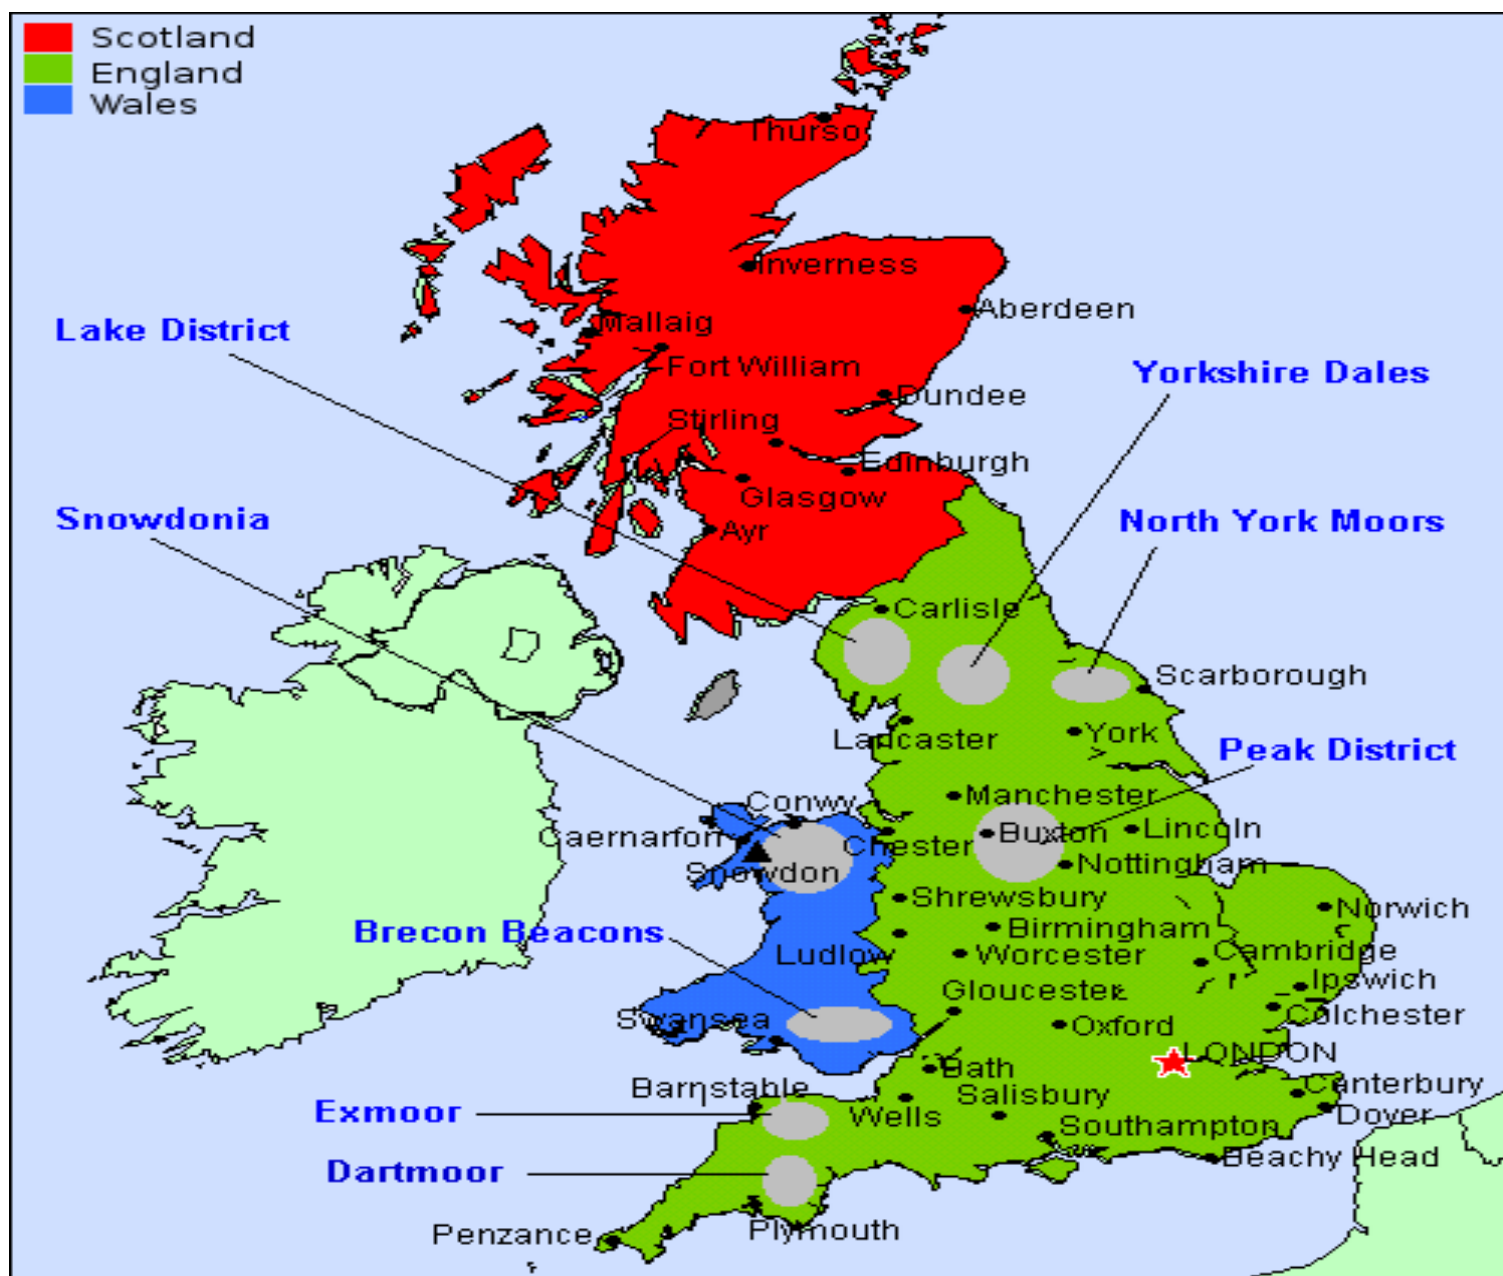 Scotland
England
Wales
Thurso
Inverness
Aberdeen
Lake District
Mallaig
Fort William
Yorkshire Dales
Dundee
Stirling
Edinburgh
Glasgow
Snowdonia
North York Moors
Ayr
Carlisle
Scarborough
Lancaster
York
Peak District
Manchester
Conwy
Caernarfon
Chester
Buxton
Lincoln
Snowdon
Nottingham
Shrewsbury
Norwich
Brecon Beacons
Birmingham
Ludlow
Worcester
Cambridge
Ipswich
Gloucester
Swansea
Oxford
Colchester
LONDON
Bath
Barnstable
Canterbury
Exmoor
Wells
Salisbury
Dover
Southampton
Beachy Head
Dartmoor
Penzance
Plymouth